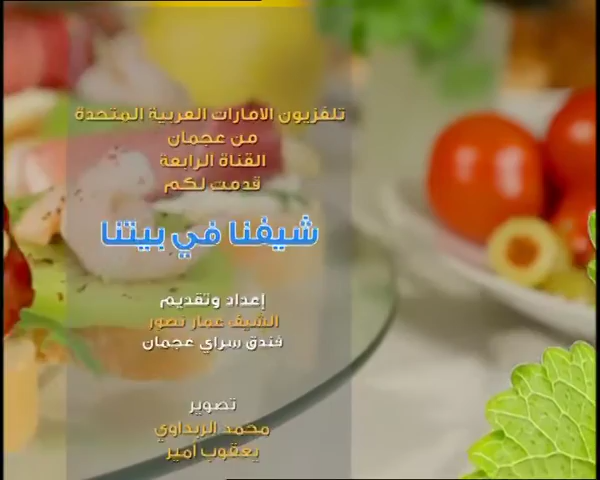 تلفزيون الامارات العربية المتحدة
من عجمان
القناة الرابعة
قدمت لكم
شيفنا في بيتنا
إعداد وتقديم
الشيف عمار نصور
فندق سراي عجمان
تصوير
محمد الربداوي
يعقوب أمير